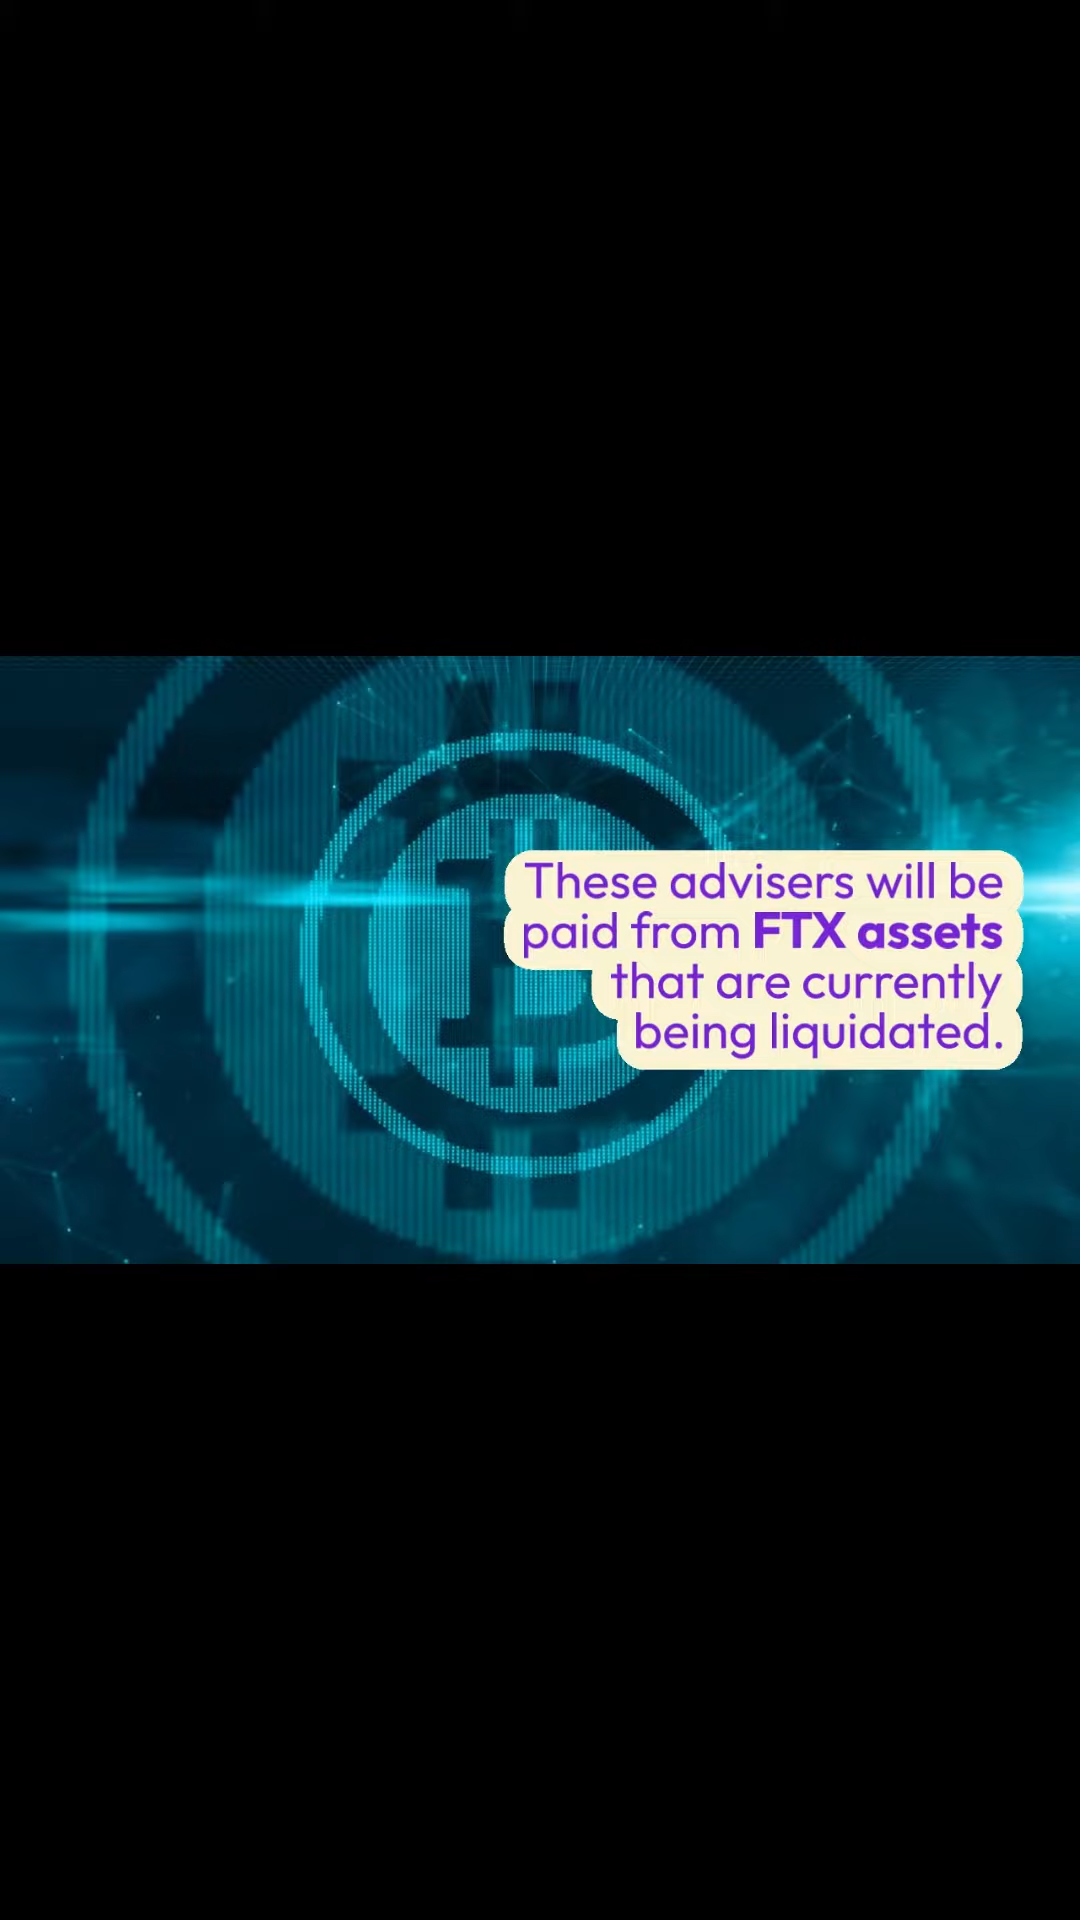 These advisers will be
paid from FTX assets
that are currently
being liquidated.